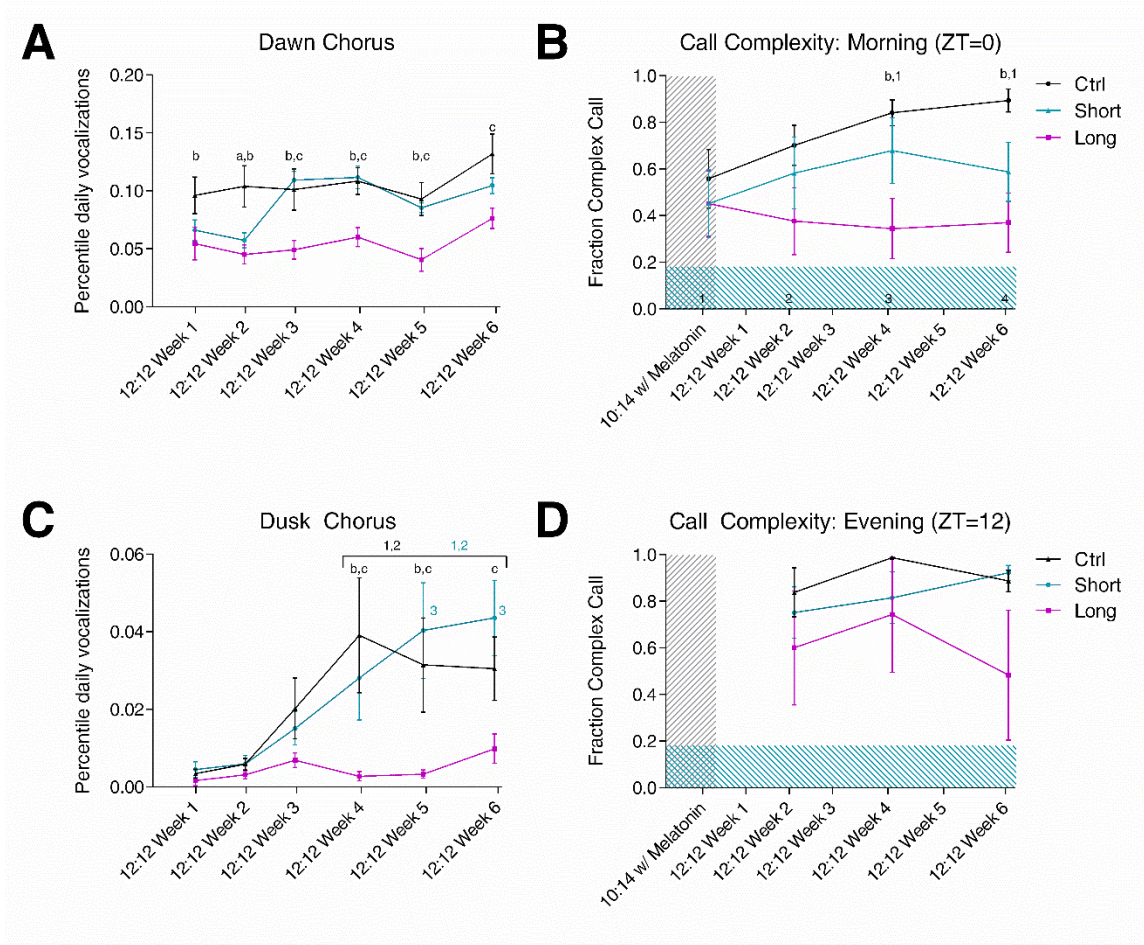 A
Dawn Chorus
Percentile daily vocalizations
0.20
0.15
0.10
0.05
0.00
b
a,b
b,c
b,c
b,c
c
12:12 Week 1
12:12 Week 2
12:12 Week 3
12:12 Week 4
12:12 Week 5
12:12 Week 6
B
Call Complexity: Morning (ZT=0)
Fraction Complex Call
1.0
0.8
0.6
0.4
0.2
0.0
b,1
b,1
1
2
3
4
10:14 w/ Melatonin
12:12 Week 1
12:12 Week 2
12:12 Week 3
12:12 Week 4
12:12 Week 5
12:12 Week 6
Ctrl
Short
Long
C
Dusk Chorus
Percentile daily vocalizations
0.06
0.04
0.02
0.00
1,2
1,2
b,c
b,c
c
3
3
12:12 Week 1
12:12 Week 2
12:12 Week 3
12:12 Week 4
12:12 Week 5
12:12 Week 6
D
Call Complexity: Evening (ZT=12)
Fraction Complex Call
1.0
0.8
0.6
0.4
0.2
0.0
10:14 w/ Melatonin
12:12 Week 1
12:12 Week 2
12:12 Week 3
12:12 Week 4
12:12 Week 5
12:12 Week 6
Ctrl
Short
Long